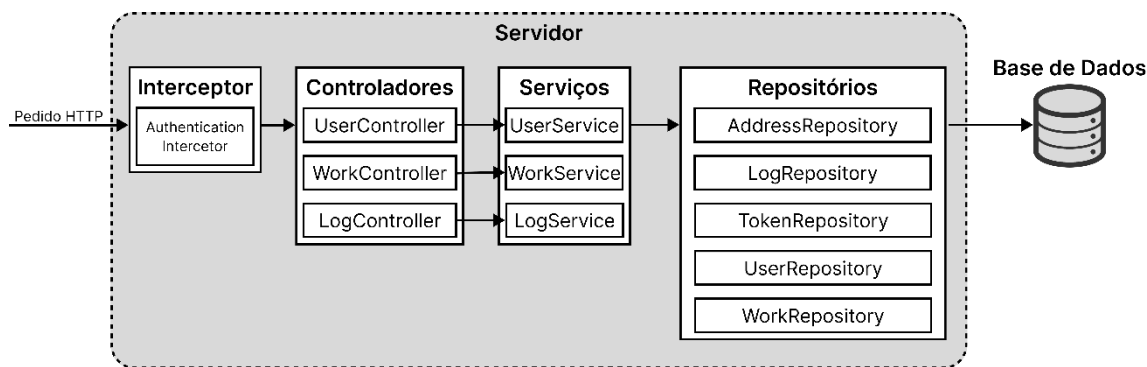 Servidor
Pedido HTTP
Interceptor
Authentication
Intercetor
Controladores
UserController
WorkController
LogController
Serviços
UserService
WorkService
LogService
Repositórios
AddressRepository
LogRepository
TokenRepository
UserRepository
WorkRepository
Base de Dados